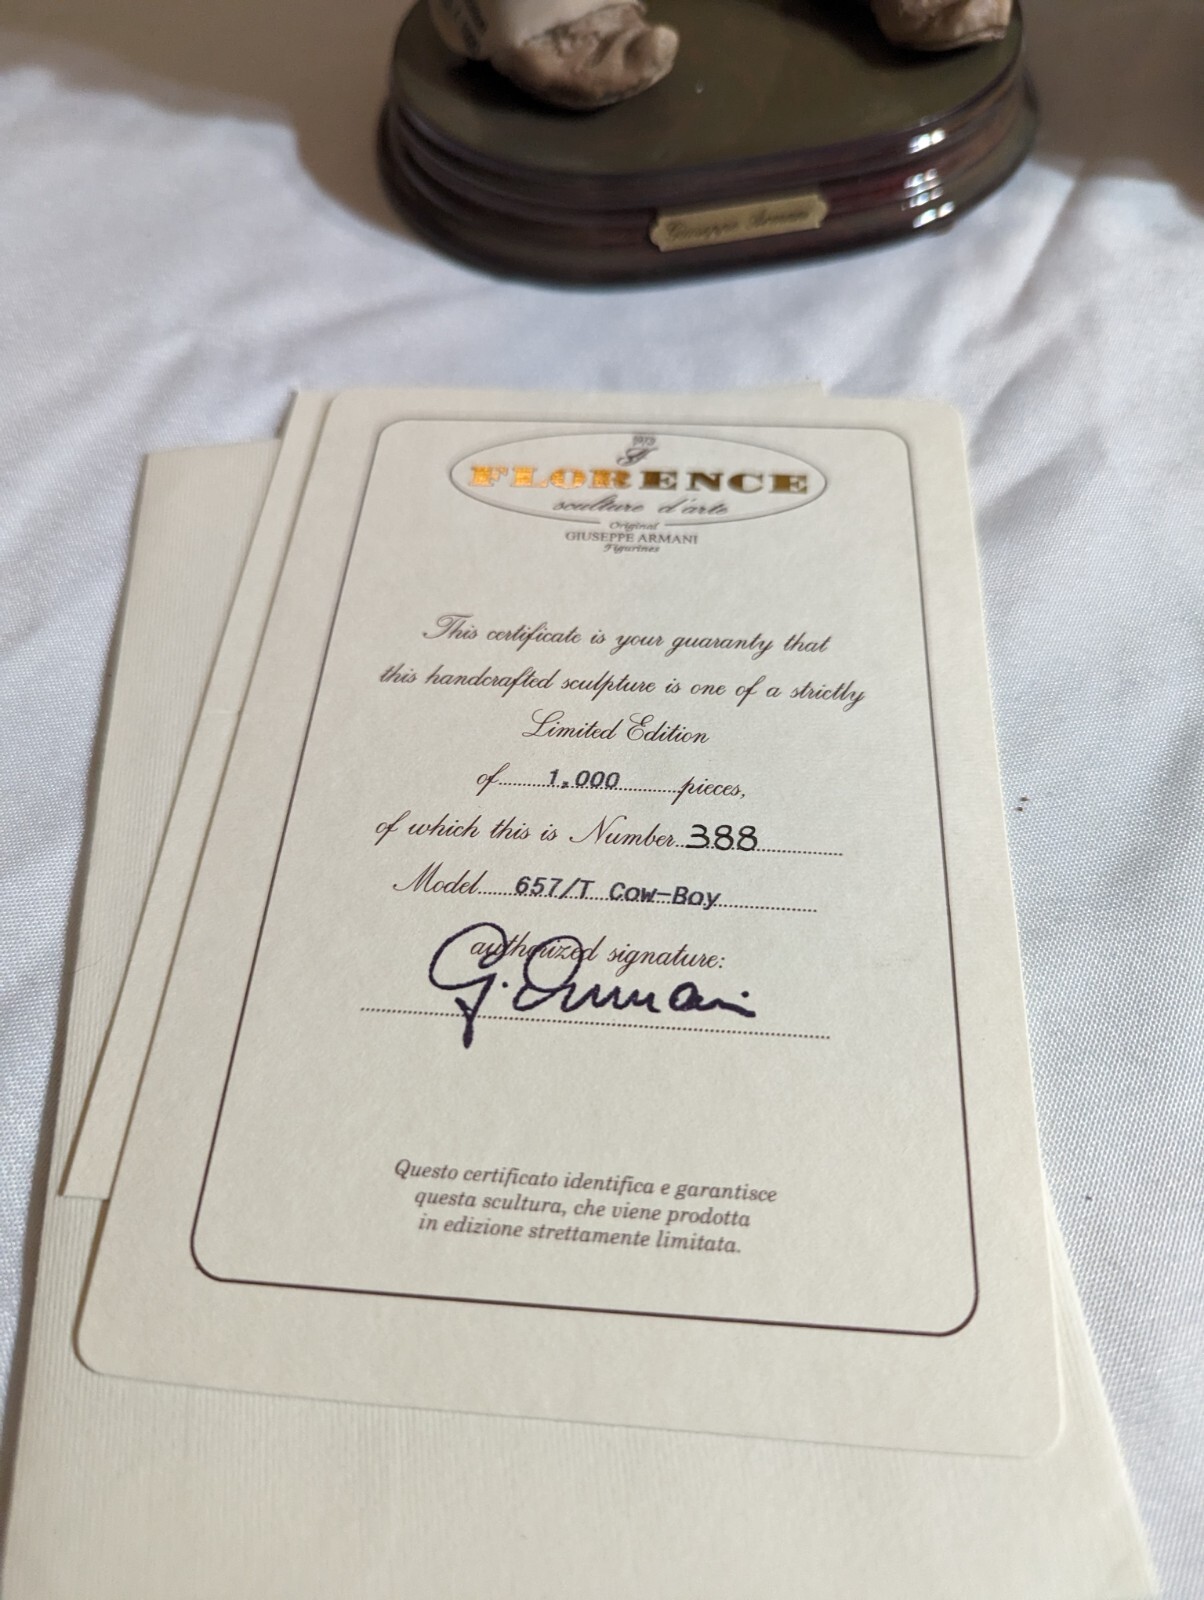 Giuseppe Armani
FLORENCE
sculture d'arte
Original
GIUSEPPE ARMANI
Figurines
This certificate is your guaranty that
this handcrafted sculpture is one of a strictly
Limited Edition
of 1,000 pieces,
of which this is Number 388
Model 657/T Cow-Boy
authorized signature:
G. Armani
Questo certificato identifica e garantisce
questa scultura, che viene prodotta
in edizione strettamente limitata.